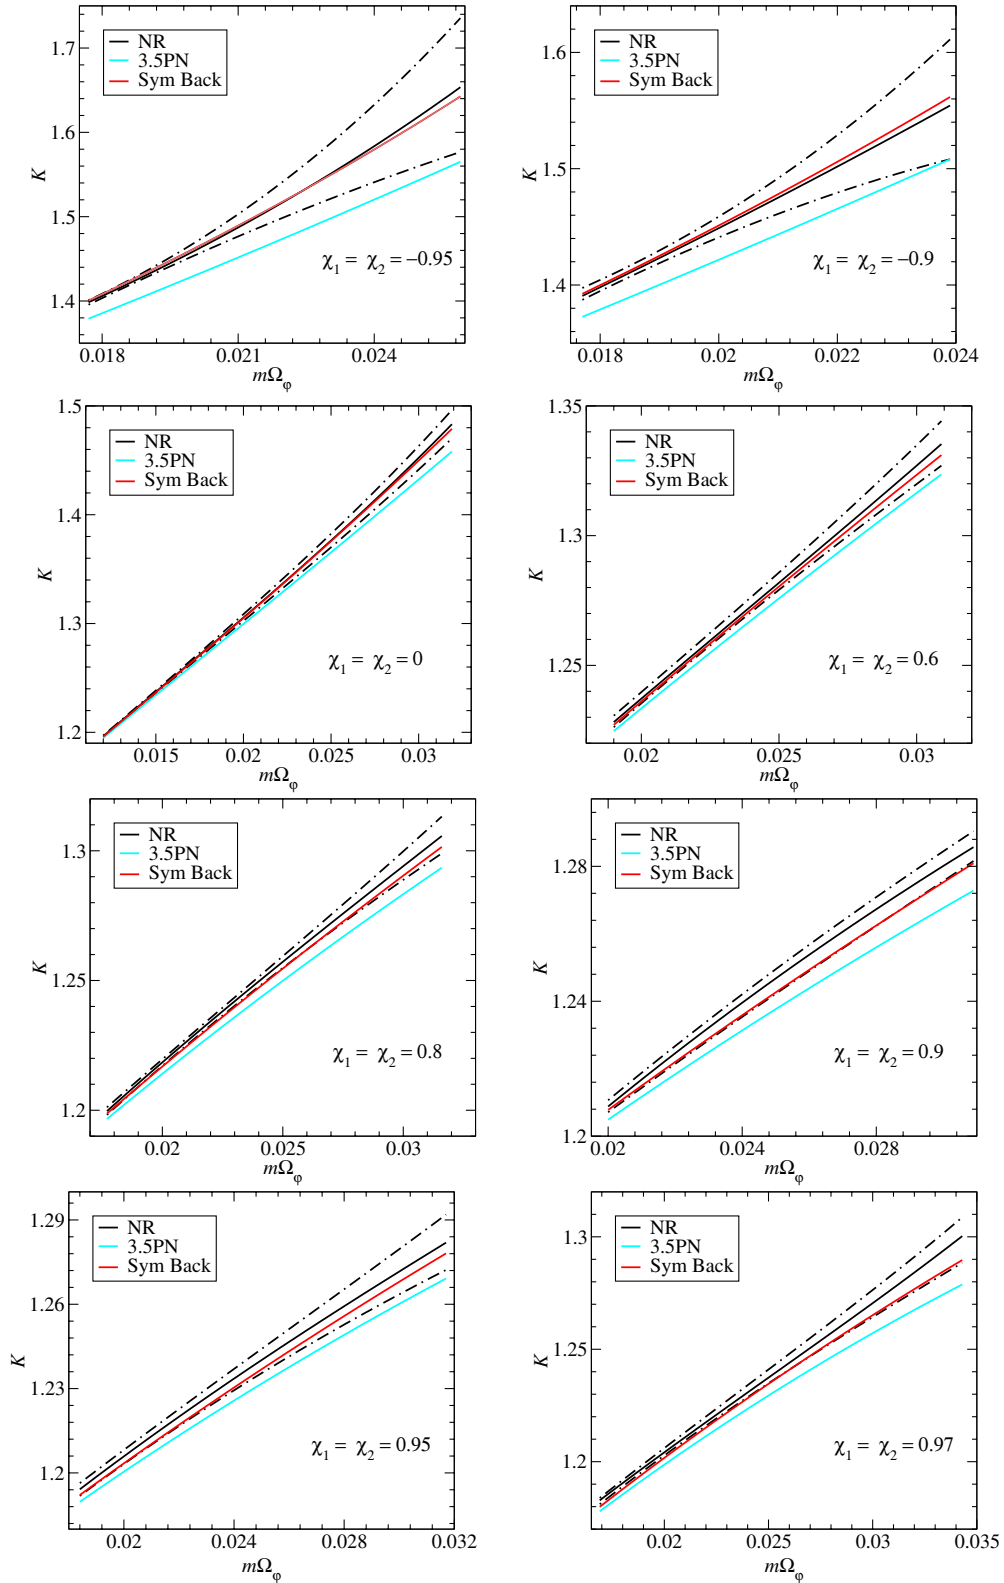 NR
3.5PN
Sym Back
1.7
1.6
1.5
1.4
K
χ₁ = χ₂ = −0.95
0.018 0.021 0.024
mΩᵩ
NR
3.5PN
Sym Back
1.6
1.5
1.4
K
χ₁ = χ₂ = −0.9
0.018 0.02 0.022 0.024
mΩᵩ
NR
3.5PN
Sym Back
1.5
1.4
1.3
1.2
K
χ₁ = χ₂ = 0
0.015 0.02 0.025 0.03
mΩᵩ
NR
3.5PN
Sym Back
1.35
1.3
1.25
K
χ₁ = χ₂ = 0.6
0.02 0.025 0.03
mΩᵩ
NR
3.5PN
Sym Back
1.3
1.25
1.2
K
χ₁ = χ₂ = 0.8
0.02 0.025 0.03
mΩᵩ
NR
3.5PN
Sym Back
1.28
1.24
1.2
K
χ₁ = χ₂ = 0.9
0.02 0.024 0.028
mΩᵩ
NR
3.5PN
Sym Back
1.29
1.26
1.23
1.2
K
χ₁ = χ₂ = 0.95
0.02 0.024 0.028 0.032
mΩᵩ
NR
3.5PN
Sym Back
1.3
1.25
1.2
K
χ₁ = χ₂ = 0.97
0.02 0.025 0.03 0.035
mΩᵩ